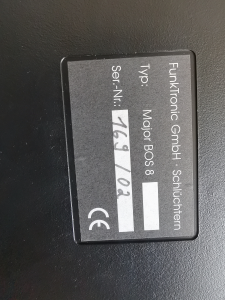 FunkTronic GmbH · Schlüchtern
Typ: Major BOS 8
Ser.-Nr.: 169/02
CE